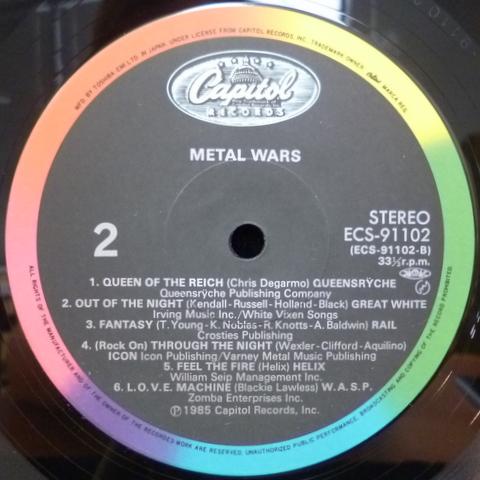 MFD BY TOSHIBA EMI LTD. IN JAPAN. UNDER LICENSE FROM CAPITOL RECORDS INC. TRADEMARK OWNER. Capitol MARCA REG.
Capitol
RECORDS
METAL WARS
2
STEREO
ECS-91102
(ECS-91102-B)
33⅓ r.p.m.
1. QUEEN OF THE REICH (Chris Degarmo) QUEENSRŸCHE
Queensrÿche Publishing Company
2. OUT OF THE NIGHT (Kendall-Russell-Holland-Black) GREAT WHITE
Irving Music Inc./White Vixen Songs
3. FANTASY (T. Young-K. Nobles-R. Knotts-A. Baldwin) RAIL
Crosties Publishing
4. (Rock On) THROUGH THE NIGHT (Wexler-Clifford-Aquilino)
ICON Icon Publishing/Varney Metal Music Publishing
5. FEEL THE FIRE (Helix) HELIX
William Seip Management Inc.
6. L.O.V.E. MACHINE (Blackie Lawless) W.A.S.P.
Zomba Enterprises Inc.
Ⓟ1985 Capitol Records, Inc.
ALL RIGHTS OF THE MANUFACTURER AND OF THE OWNER OF THE RECORDED WORK ARE RESERVED. UNAUTHORIZED PUBLIC PERFORMANCE, BROADCASTING AND COPYING OF THIS RECORD PROHIBITED.